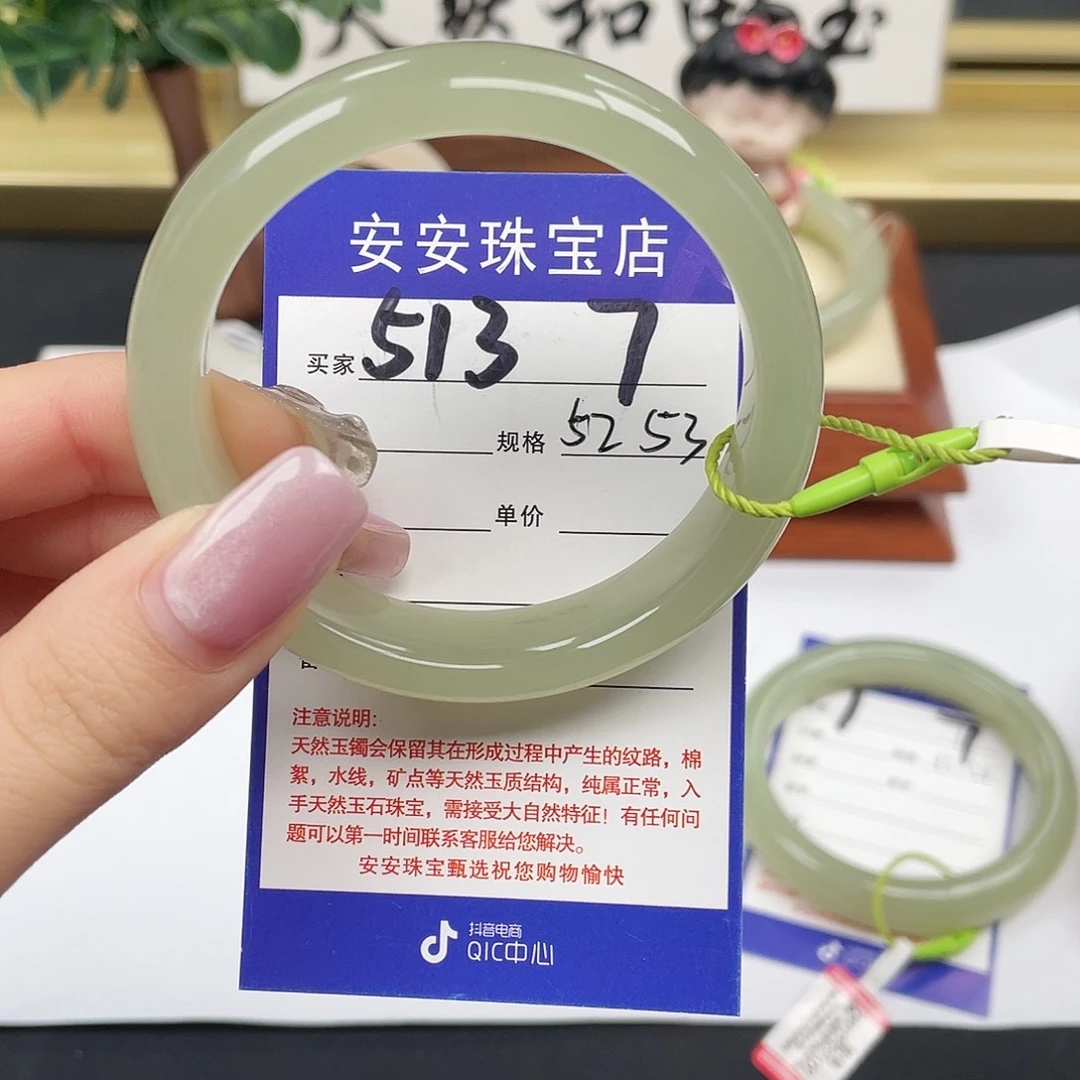 和田玉
安安珠宝店
买家 513 7
规格 52 53
单价
注意说明:
天然玉镯会保留其在形成过程中产生的纹路，棉
絮，水线，矿点等天然玉质结构，纯属正常，入
手天然玉石珠宝，需接受大自然特征！有任何问
题可以第一时间联系客服给您解决。
安安珠宝甄选祝您购物愉快
抖音电商
QIC中心
7